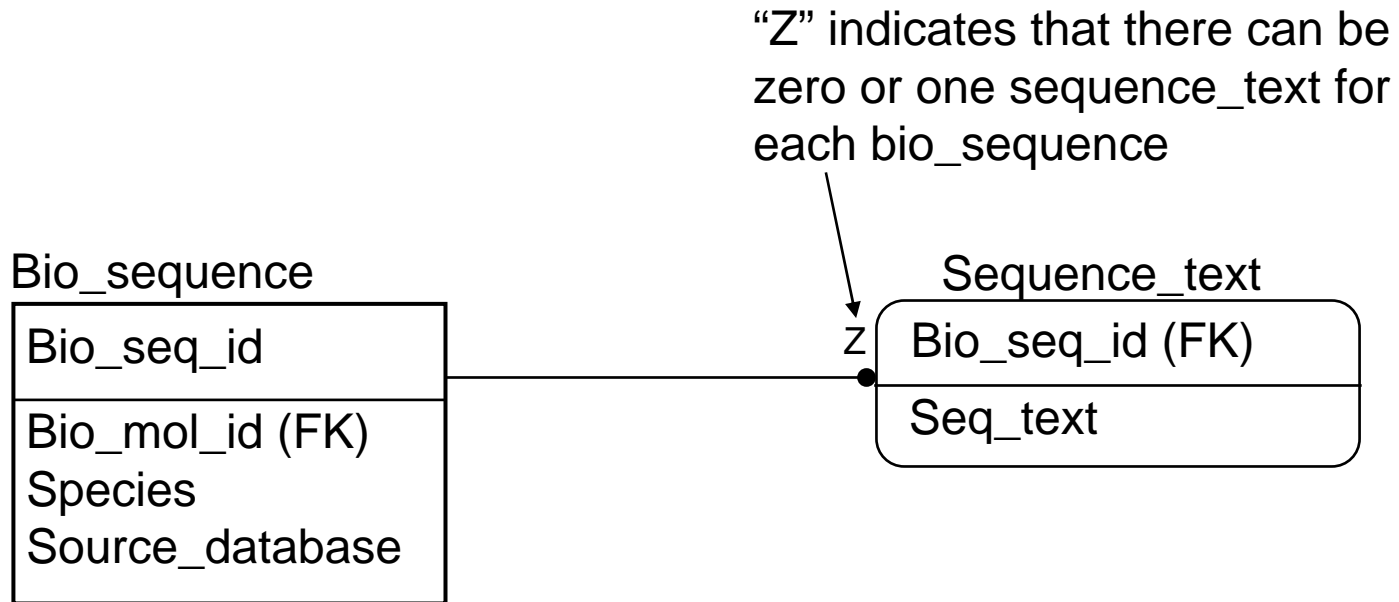 “Z” indicates that there can be
zero or one sequence_text for
each bio_sequence
Bio_sequence
Bio_seq_id
Bio_mol_id (FK)
Species
Source_database
Z
Sequence_text
Bio_seq_id (FK)
Seq_text